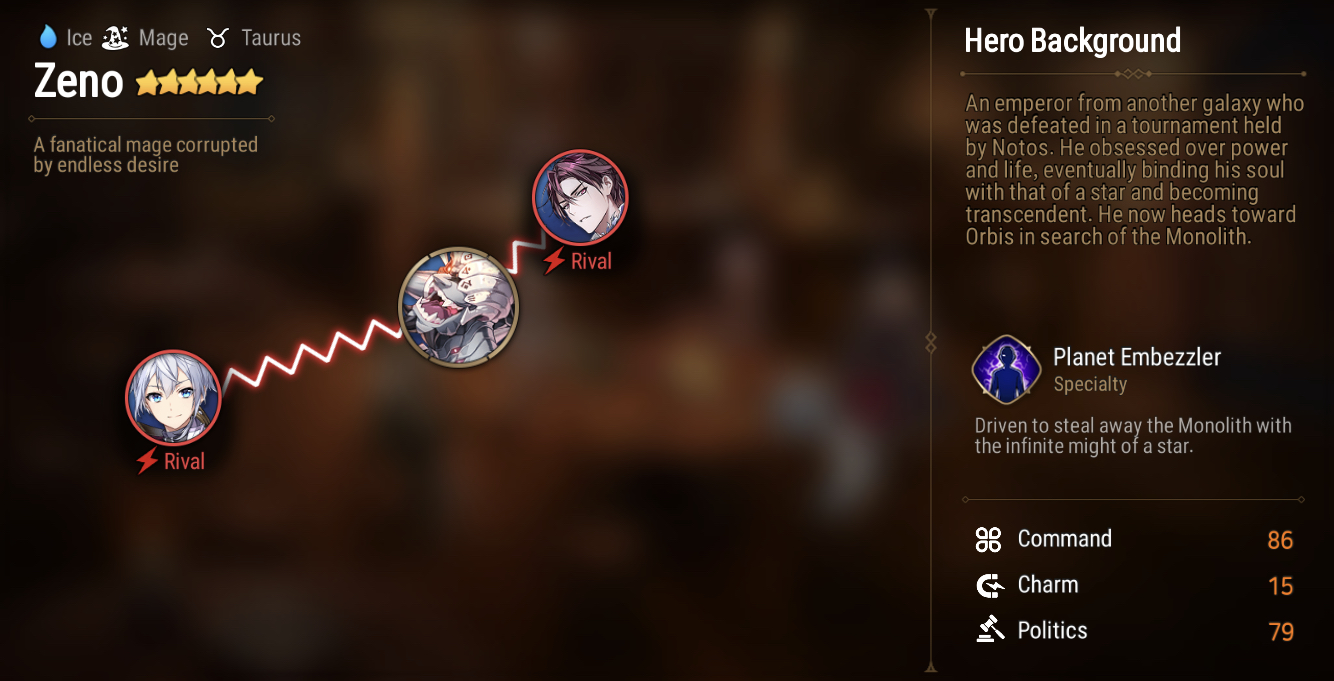 Ice Mage Taurus
Zeno
A fanatical mage corrupted
by endless desire
Rival
Rival
Hero Background
An emperor from another galaxy who
was defeated in a tournament held
by Notos. He obsessed over power
and life, eventually binding his soul
with that of a star and becoming
transcendent. He now heads toward
Orbis in search of the Monolith.
Planet Embezzler
Specialty
Driven to steal away the Monolith with
the infinite might of a star.
Command 86
Charm 15
Politics 79